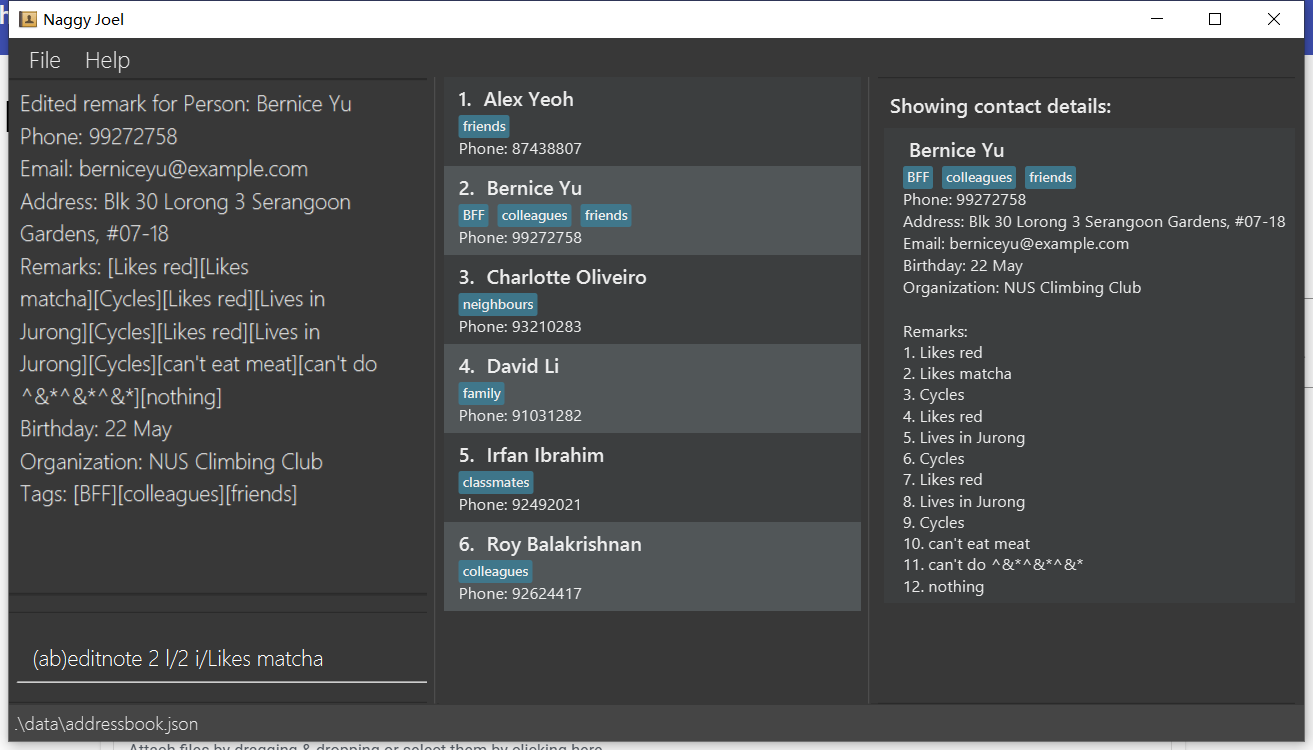 Naggy Joel
File Help
Edited remark for Person: Bernice Yu
Phone: 99272758
Email: berniceyu@example.com
Address: Blk 30 Lorong 3 Serangoon
Gardens, #07-18
Remarks: [Likes red][Likes
matcha][Cycles][Likes red][Lives in
Jurong][Cycles][Likes red][Lives in
Jurong][Cycles][can't eat meat][can't do
^&*^&*^&*][nothing]
Birthday: 22 May
Organization: NUS Climbing Club
Tags: [BFF][colleagues][friends]
(ab)editnote 2 l/2 i/Likes matcha
1. Alex Yeoh
friends
Phone: 87438807
2. Bernice Yu
BFF colleagues friends
Phone: 99272758
3. Charlotte Oliveiro
neighbours
Phone: 93210283
4. David Li
family
Phone: 91031282
5. Irfan Ibrahim
classmates
Phone: 92492021
6. Roy Balakrishnan
colleagues
Phone: 92624417
Showing contact details:
Bernice Yu
BFF colleagues friends
Phone: 99272758
Address: Blk 30 Lorong 3 Serangoon Gardens, #07-18
Email: berniceyu@example.com
Birthday: 22 May
Organization: NUS Climbing Club
Remarks:
1. Likes red
2. Likes matcha
3. Cycles
4. Likes red
5. Lives in Jurong
6. Cycles
7. Likes red
8. Lives in Jurong
9. Cycles
10. can't eat meat
11. can't do ^&*^&*^&*
12. nothing
.\data\addressbook.json
Attach files by dragging & dropping or select them by clicking here